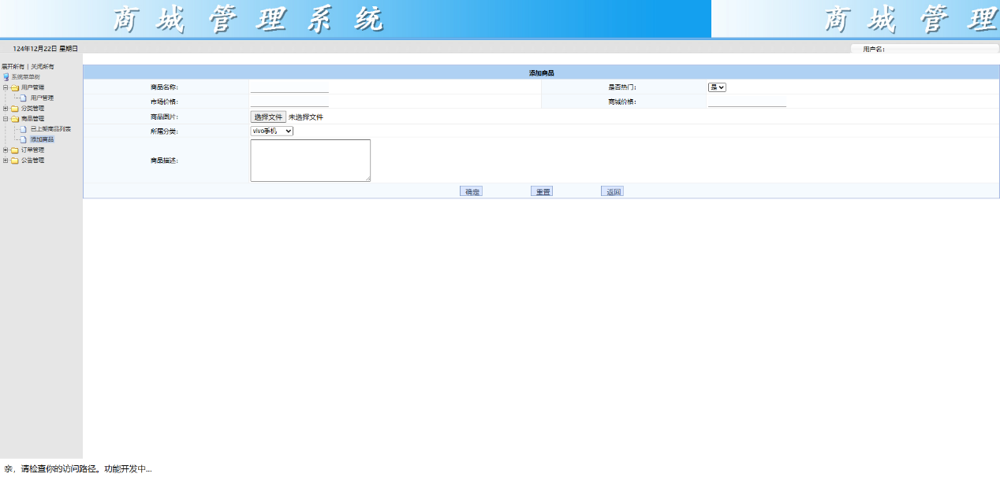 商城管理系统 商城管理
124年12月22日 星期日 用户名：
展开所有 | 关闭所有
系统菜单树
用户管理
用户管理
分类管理
商品管理
已上架商品列表
添加商品
订单管理
公告管理
添加商品
商品名称： 是否热门： 是
市场价格： 商城价格：
商品图片： 选择文件 未选择文件
所属分类： vivo手机
商品描述：
确定 重置 返回
亲，请检查你的访问路径。功能开发中...